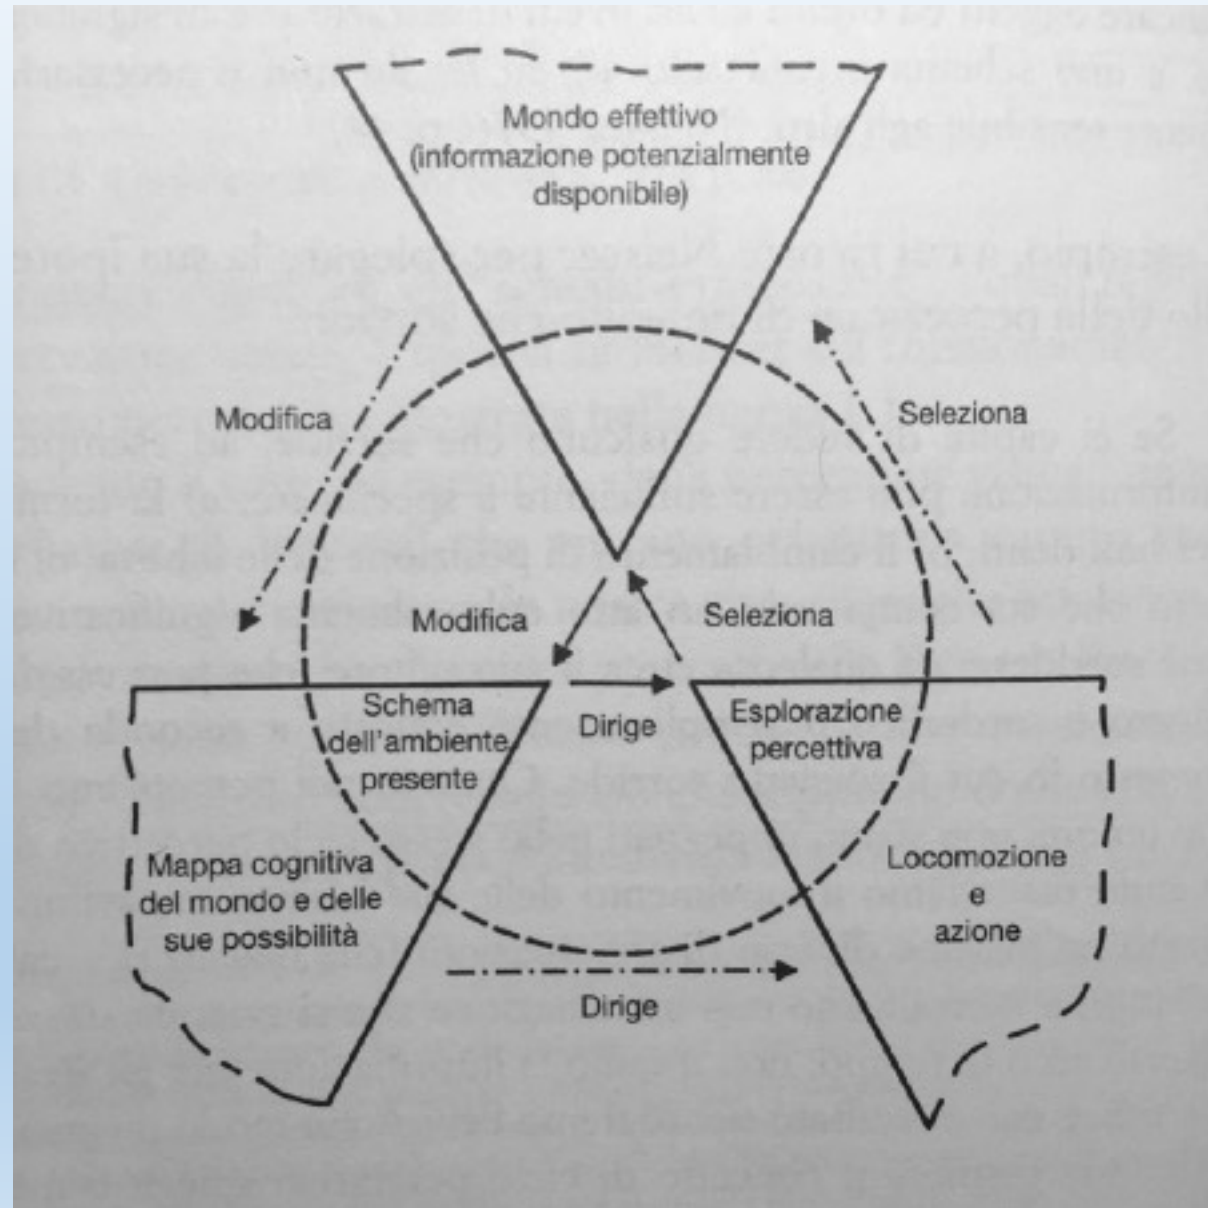 Mondo effettivo
(informazione potenzialmente
disponibile)
Modifica
Seleziona
Modifica
Seleziona
Schema
dell'ambiente
presente
Dirige
Esplorazione
percettiva
Mappa cognitiva
del mondo e delle
sue possibilità
Locomozione
e
azione
Dirige